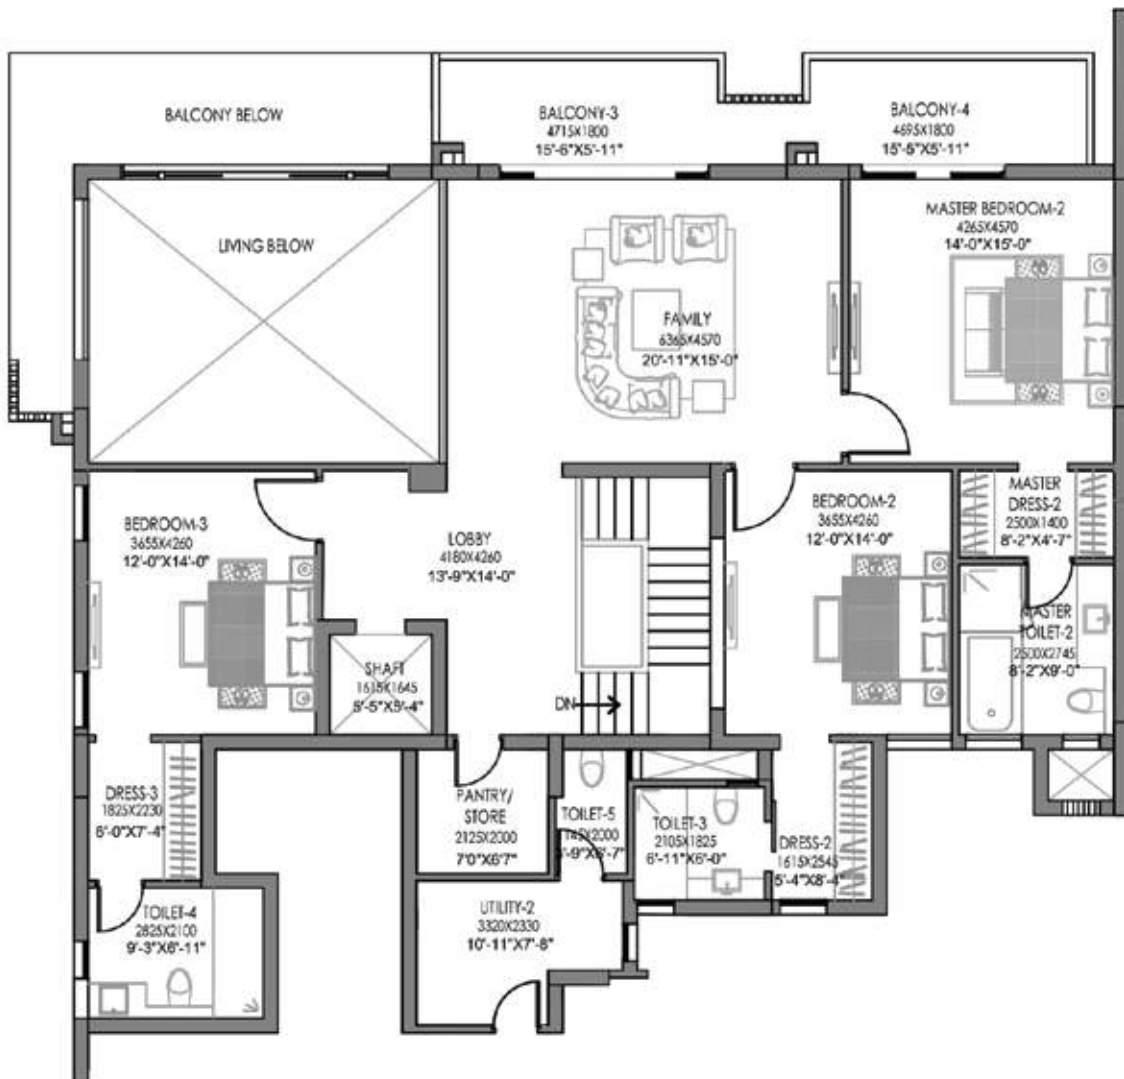 BALCONY BELOW
BALCONY-3
4715X1800
15'-6"X5'-11"
BALCONY-4
4695X1800
15'-5"X5'-11"
LIVING BELOW
MASTER BEDROOM-2
4265X4570
14'-0"X15'-0"
FAMILY
6365X4570
20'-11"X15'-0"
BEDROOM-3
3655X4260
12'-0"X14'-0"
LOBBY
4180X4260
13'-9"X14'-0"
BEDROOM-2
3655X4260
12'-0"X14'-0"
MASTER
DRESS-2
2500X1400
8'-2"X4'-7"
MASTER
TOILET-2
2500X2745
8'-2"X9'-0"
SHAFT
1615X1645
5'-5"X5'-4"
DN
DRESS-3
1825X2230
6'-0"X7'-4"
PANTRY/
STORE
2125X2000
7'0"X6'7"
TOILET-5
TOILET-3
2105X1825
6'-11"X6'-0"
DRESS-2
1615X2545
5'-4"X8'-4"
TOILET-4
2825X2100
9'-3"X6'-11"
UTILITY-2
3320X2330
10'-11"X7'-8"